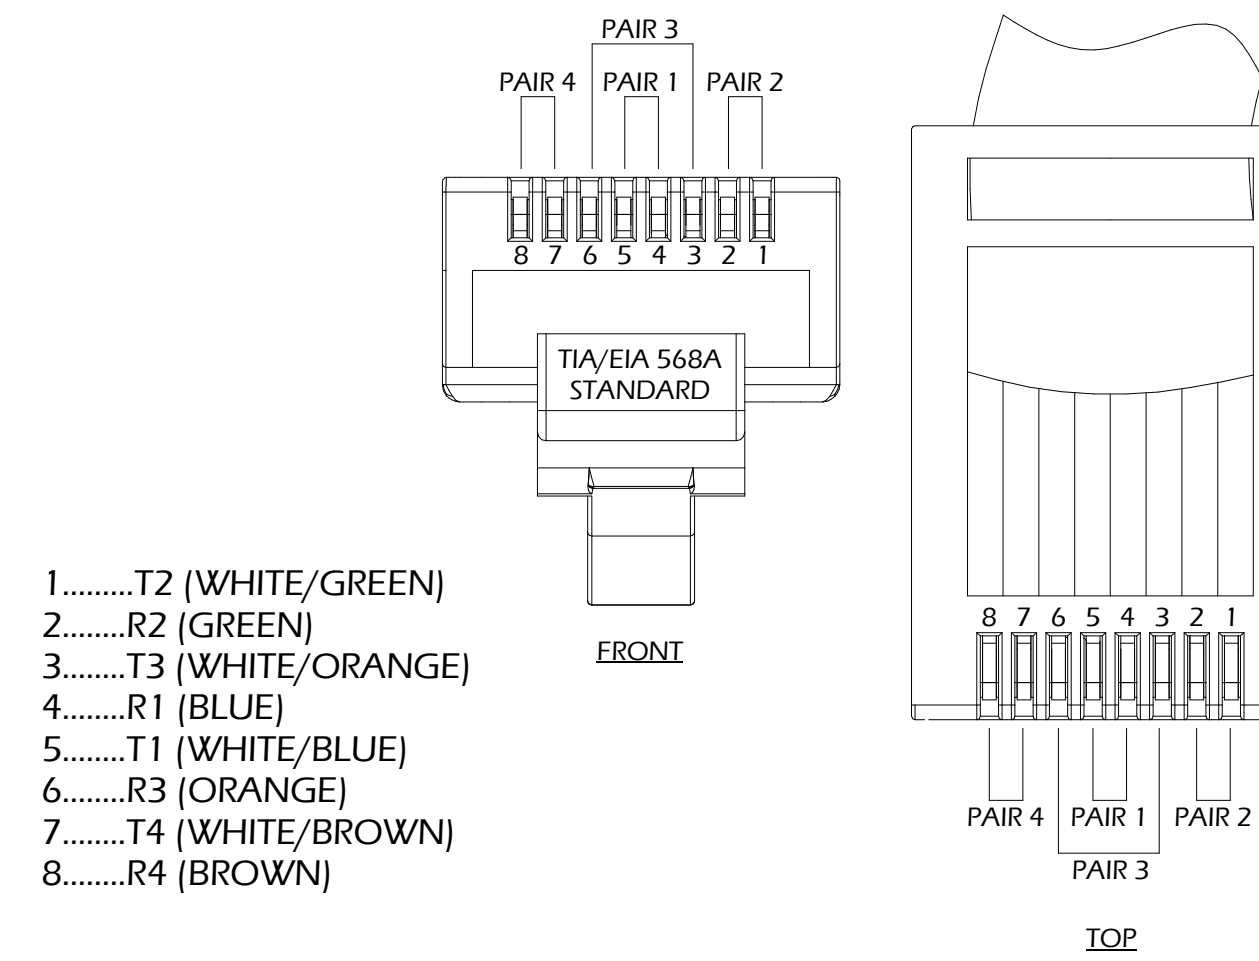 PAIR 3
PAIR 4 PAIR 1 PAIR 2
8 7 6 5 4 3 2 1
TIA/EIA 568A
STANDARD
FRONT
1.........T2 (WHITE/GREEN)
2........R2 (GREEN)
3........T3 (WHITE/ORANGE)
4........R1 (BLUE)
5........T1 (WHITE/BLUE)
6........R3 (ORANGE)
7........T4 (WHITE/BROWN)
8........R4 (BROWN)
8 7 6 5 4 3 2 1
PAIR 4 PAIR 1 PAIR 2
PAIR 3
TOP